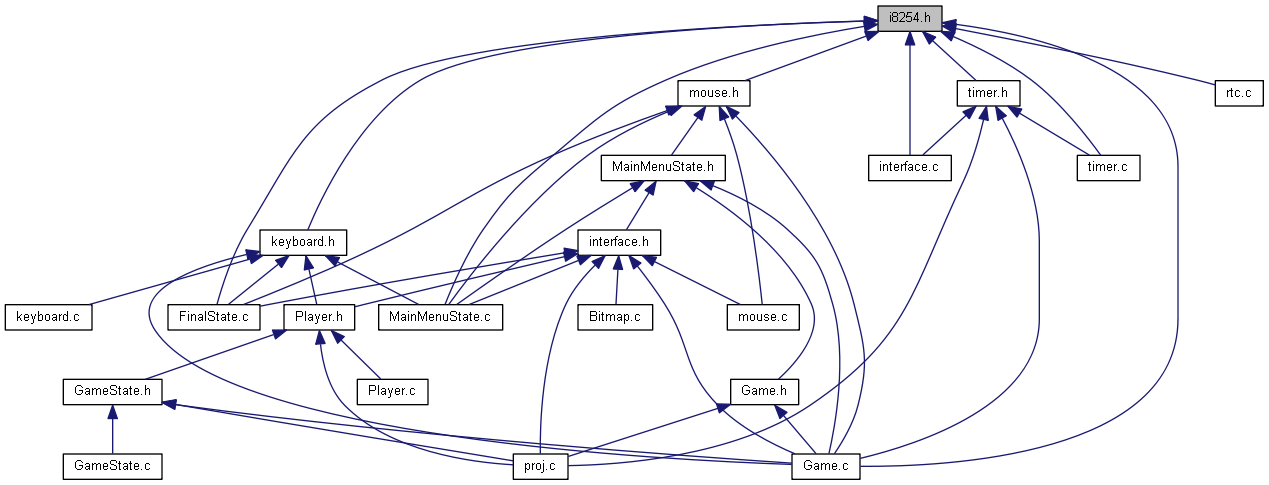 i8254.h
mouse.h
timer.h
rtc.c
MainMenuState.h
interface.c
timer.c
keyboard.h
interface.h
keyboard.c
FinalState.c
Player.h
MainMenuState.c
Bitmap.c
mouse.c
GameState.h
Player.c
Game.h
GameState.c
proj.c
Game.c